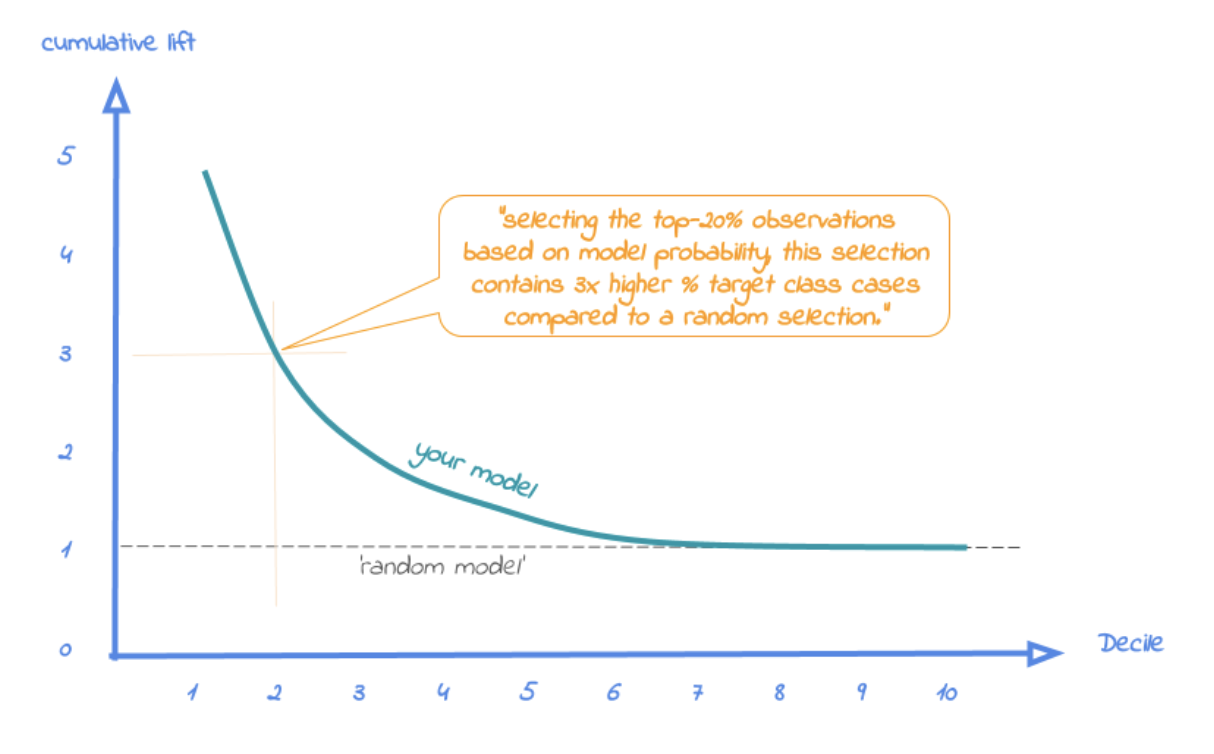 cumulative lift
5
4
3
2
1
0
"selecting the top-20% observations
based on model probability, this selection
contains 3x higher % target class cases
compared to a random selection."
your model
'random model'
Decile
1 2 3 4 5 6 7 8 9 10